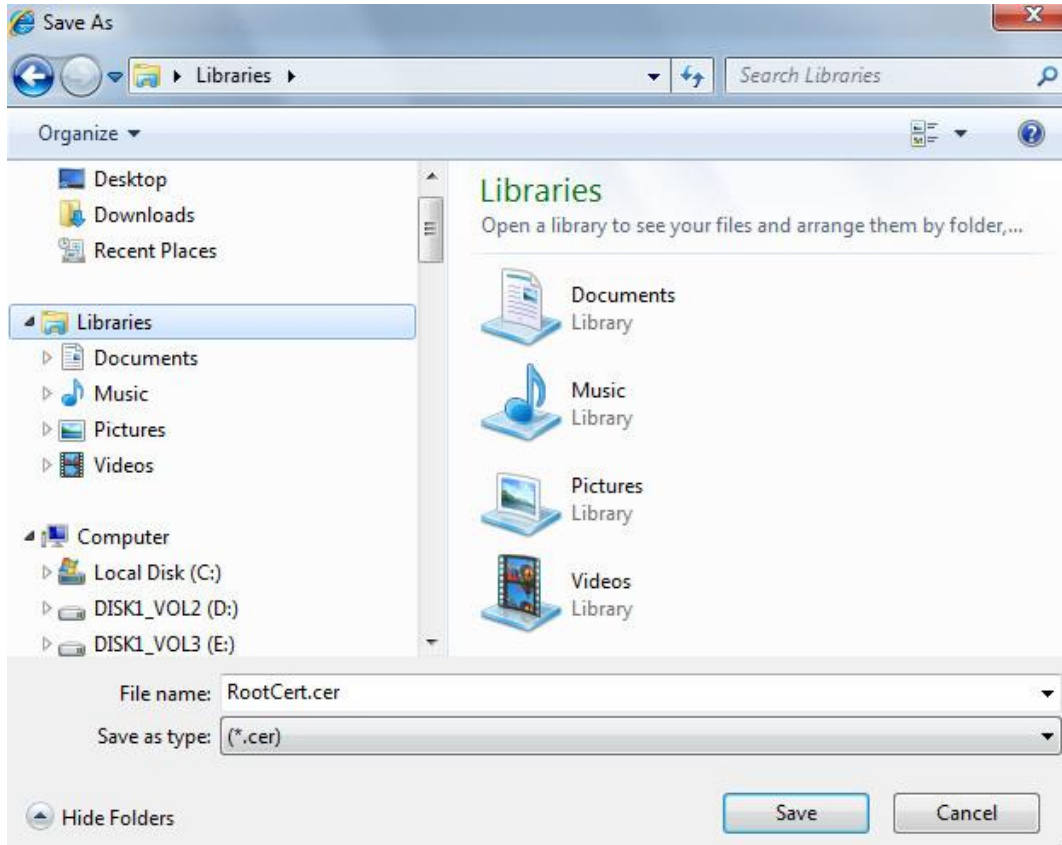 Save As
Libraries
Search Libraries
Organize
Desktop
Downloads
Recent Places
Libraries
Documents
Music
Pictures
Videos
Computer
Local Disk (C:)
DISK1_VOL2 (D:)
DISK1_VOL3 (E:)
Libraries
Open a library to see your files and arrange them by folder,...
Documents
Library
Music
Library
Pictures
Library
Videos
Library
File name: RootCert.cer
Save as type: (*.cer)
Hide Folders
Save
Cancel